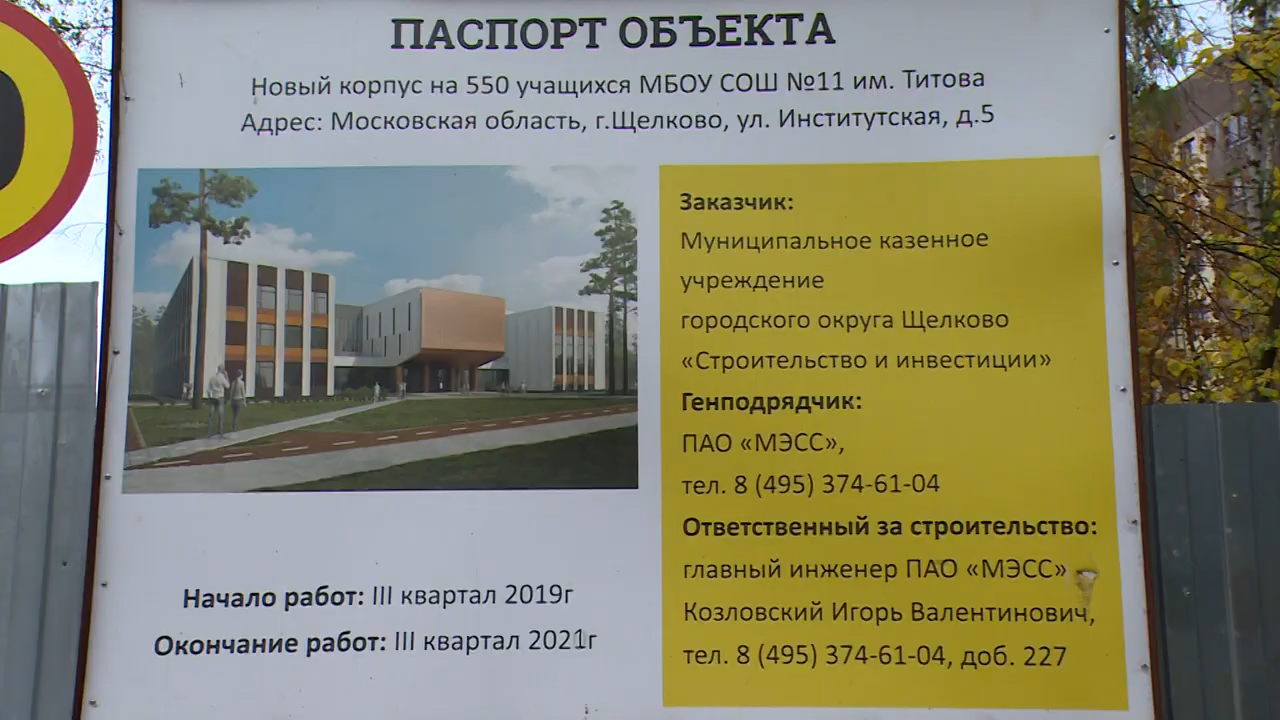 ПАСПОРТ ОБЪЕКТА
Новый корпус на 550 учащихся МБОУ СОШ №11 им. Титова
Адрес: Московская область, г.Щелково, ул. Институтская, д.5
Заказчик:
Муниципальное казенное
учреждение
городского округа Щелково
«Строительство и инвестиции»
Генподрядчик:
ПАО «МЭСС»,
тел. 8 (495) 374-61-04
Ответственный за строительство:
главный инженер ПАО «МЭСС»
Козловский Игорь Валентинович,
тел. 8 (495) 374-61-04, доб. 227
Начало работ: III квартал 2019г
Окончание работ: III квартал 2021г